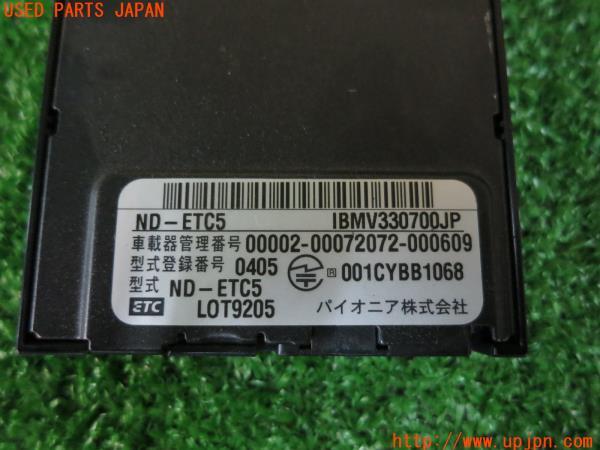 USED PARTS JAPAN
ND-ETC5 IBMV330700JP
車載器管理番号 00002-00072072-000609
型式登録番号 0405 R 001CYBB1068
型式 ND-ETC5
ETC LOT9205 パイオニア株式会社
http://www.upjpn.com/